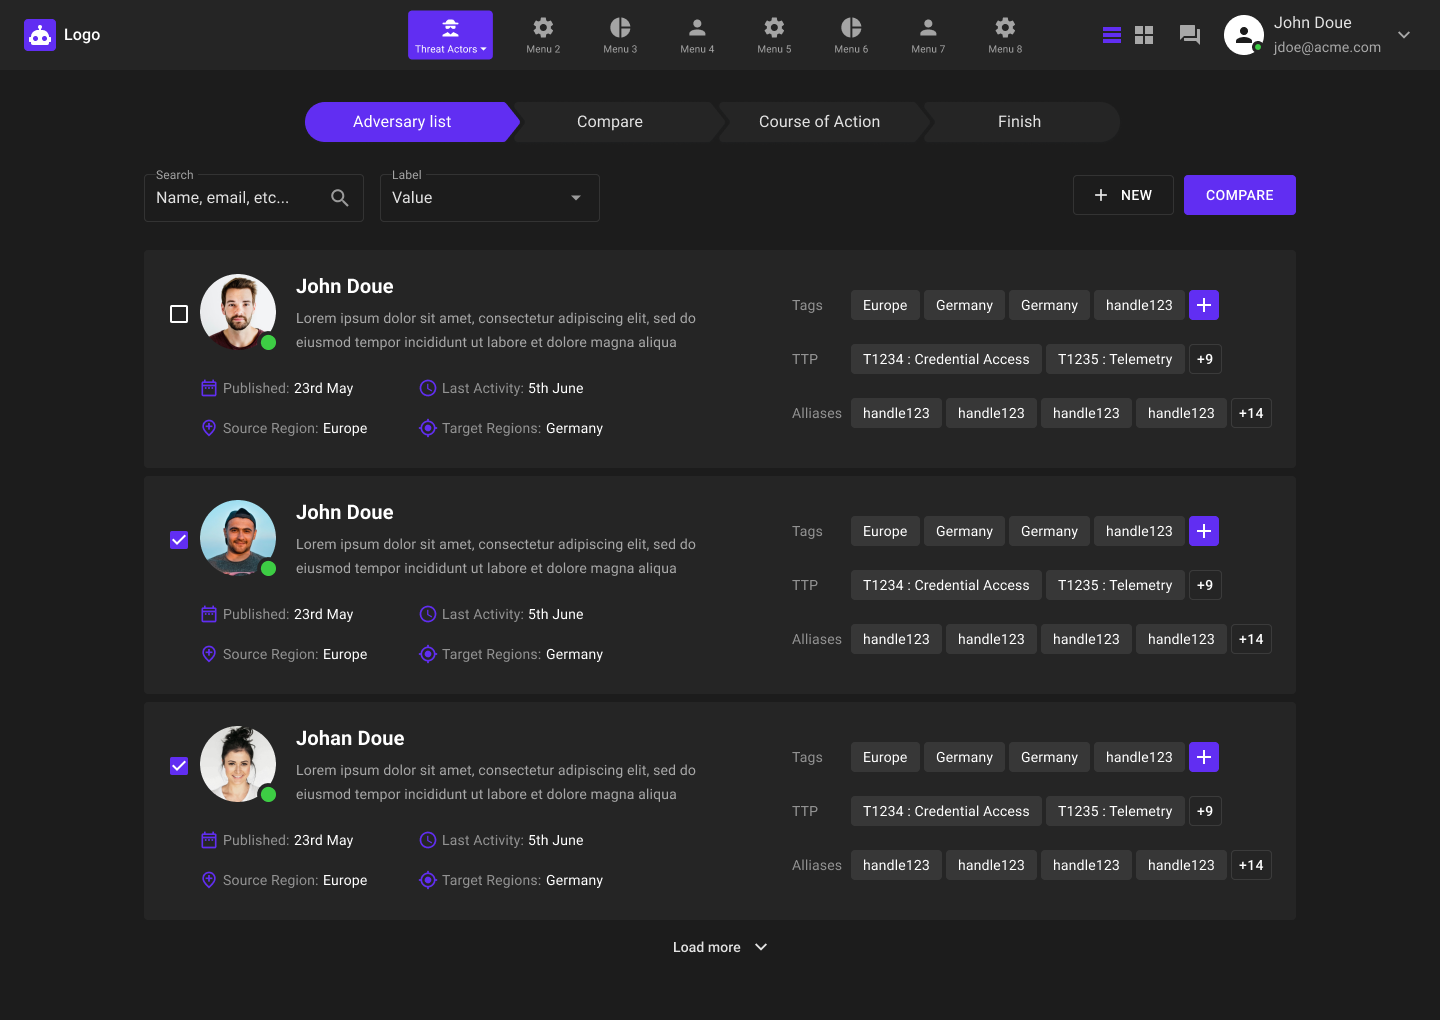 Logo
Threat Actors
Menu 2
Menu 3
Menu 4
Menu 5
Menu 6
Menu 7
Menu 8
John Doue
jdoe@acme.com
Adversary list
Compare
Course of Action
Finish
Search
Name, email, etc...
Label
Value
NEW
COMPARE
John Doue
Lorem ipsum dolor sit amet, consectetur adipiscing elit, sed do
eiusmod tempor incididunt ut labore et dolore magna aliqua
Published: 23rd May
Last Activity: 5th June
Source Region: Europe
Target Regions: Germany
Tags Europe Germany Germany handle123
TTP T1234 : Credential Access T1235 : Telemetry +9
Alliases handle123 handle123 handle123 handle123 +14
John Doue
Lorem ipsum dolor sit amet, consectetur adipiscing elit, sed do
eiusmod tempor incididunt ut labore et dolore magna aliqua
Published: 23rd May
Last Activity: 5th June
Source Region: Europe
Target Regions: Germany
Tags Europe Germany Germany handle123
TTP T1234 : Credential Access T1235 : Telemetry +9
Alliases handle123 handle123 handle123 handle123 +14
Johan Doue
Lorem ipsum dolor sit amet, consectetur adipiscing elit, sed do
eiusmod tempor incididunt ut labore et dolore magna aliqua
Published: 23rd May
Last Activity: 5th June
Source Region: Europe
Target Regions: Germany
Tags Europe Germany Germany handle123
TTP T1234 : Credential Access T1235 : Telemetry +9
Alliases handle123 handle123 handle123 handle123 +14
Load more